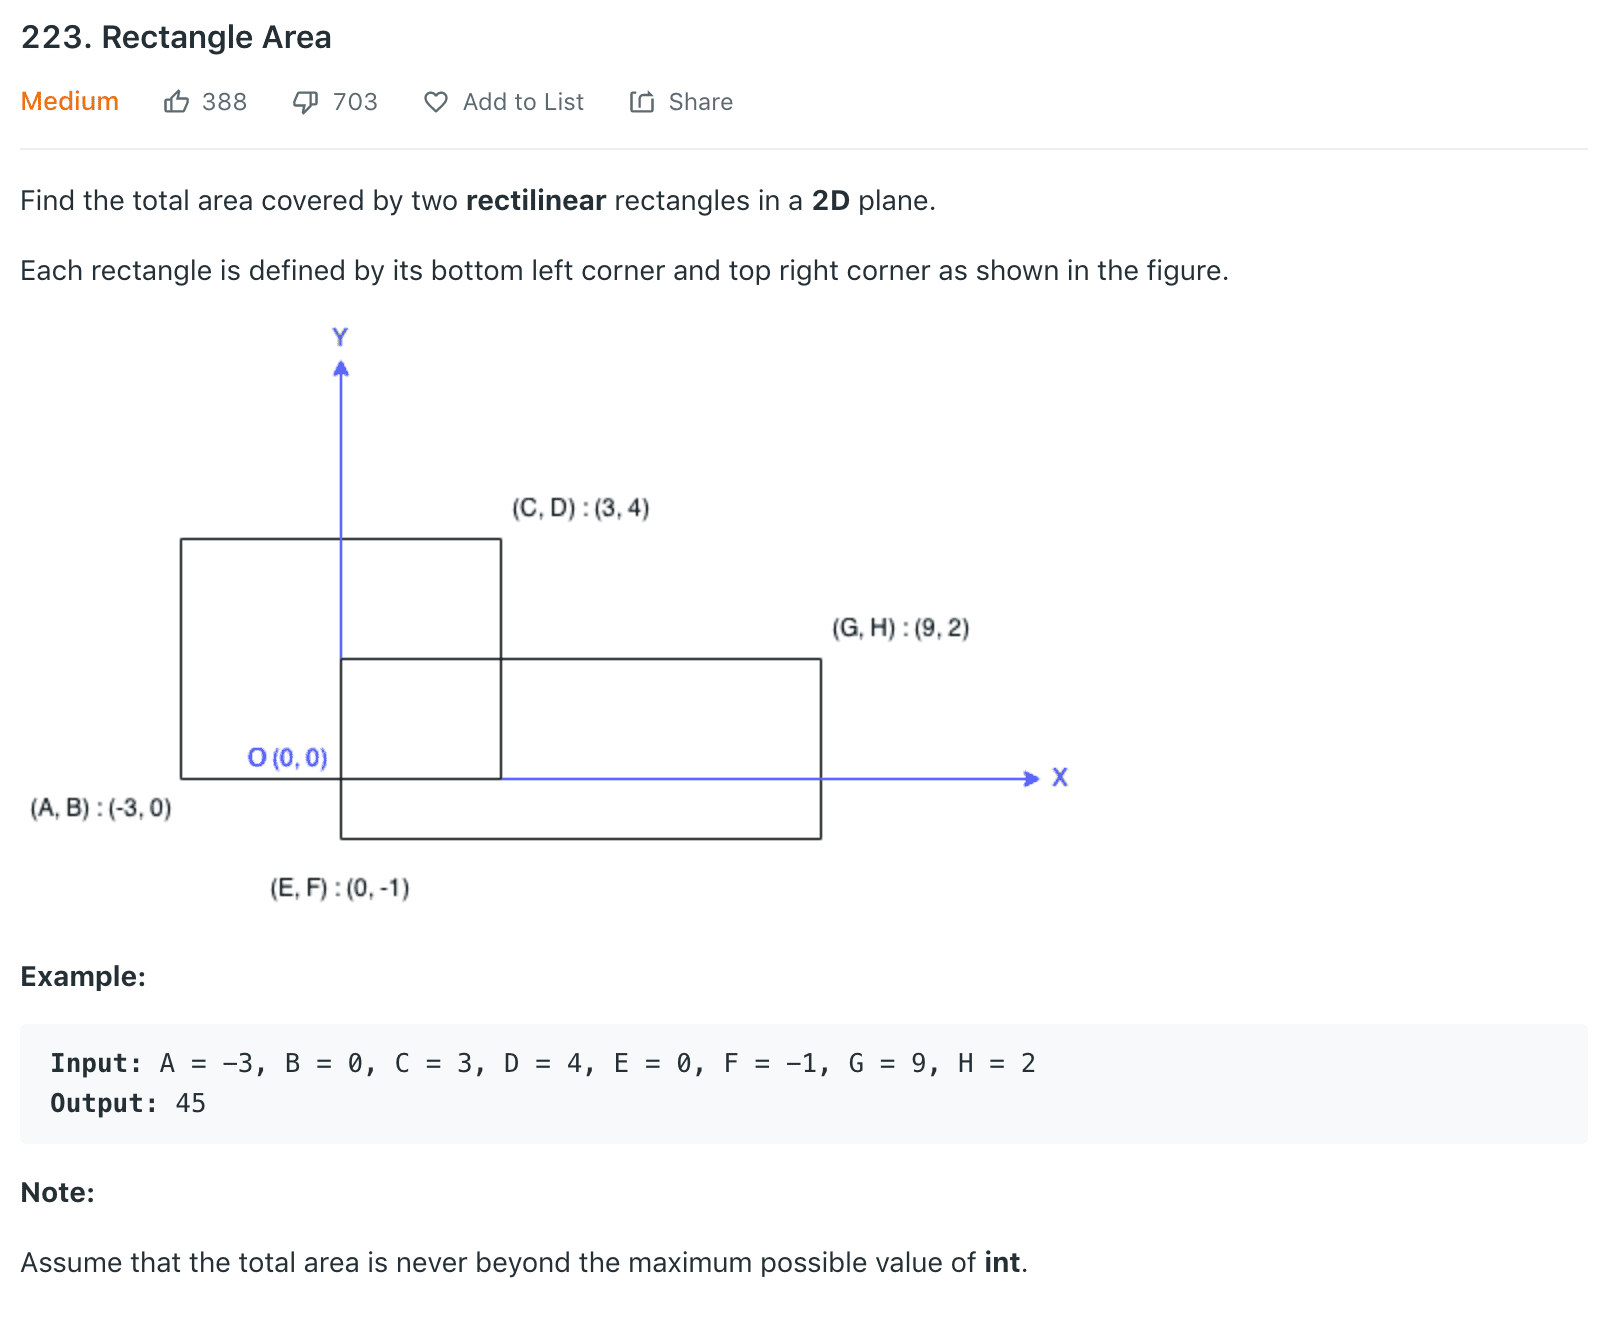 223. Rectangle Area
Medium 388 703 Add to List Share
Find the total area covered by two rectilinear rectangles in a 2D plane.
Each rectangle is defined by its bottom left corner and top right corner as shown in the figure.
Y
(C, D) : (3, 4)
(G, H) : (9, 2)
O (0, 0)
X
(A, B) : (-3, 0)
(E, F) : (0, -1)
Example:
Input: A = -3, B = 0, C = 3, D = 4, E = 0, F = -1, G = 9, H = 2
Output: 45
Note:
Assume that the total area is never beyond the maximum possible value of int.